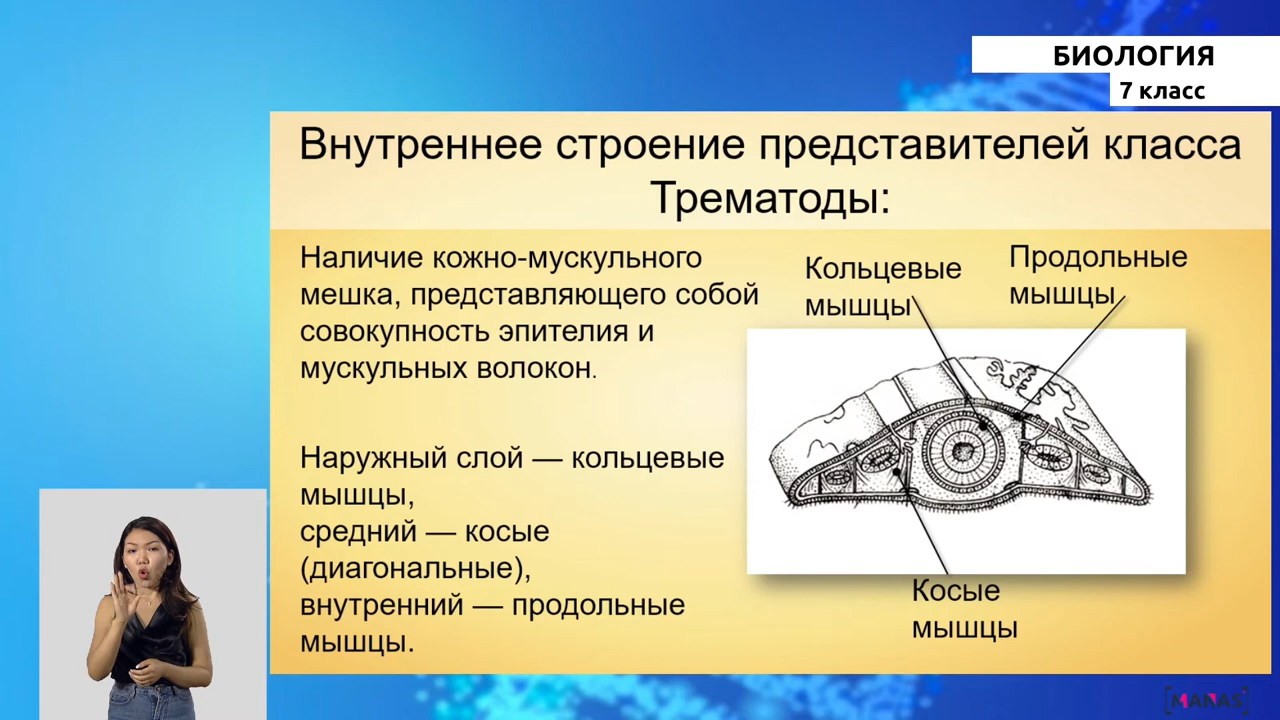 БИОЛОГИЯ
7 класс
Внутреннее строение представителей класса
Трематоды:
Наличие кожно-мускульного
мешка, представляющего собой
совокупность эпителия и
мускульных волокон.
Наружный слой — кольцевые
мышцы,
средний — косые
(диагональные),
внутренний — продольные
мышцы.
Кольцевые
мышцы
Продольные
мышцы
Косые
мышцы
MANAS